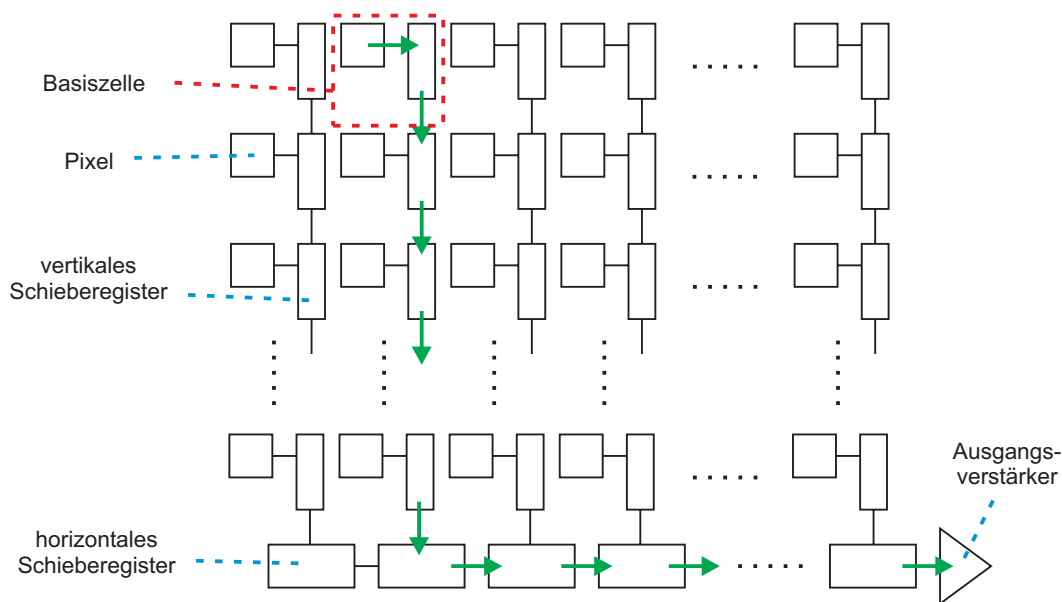 Basiszelle
Pixel
vertikales
Schieberegister
Ausgangs-
verstärker
horizontales
Schieberegister